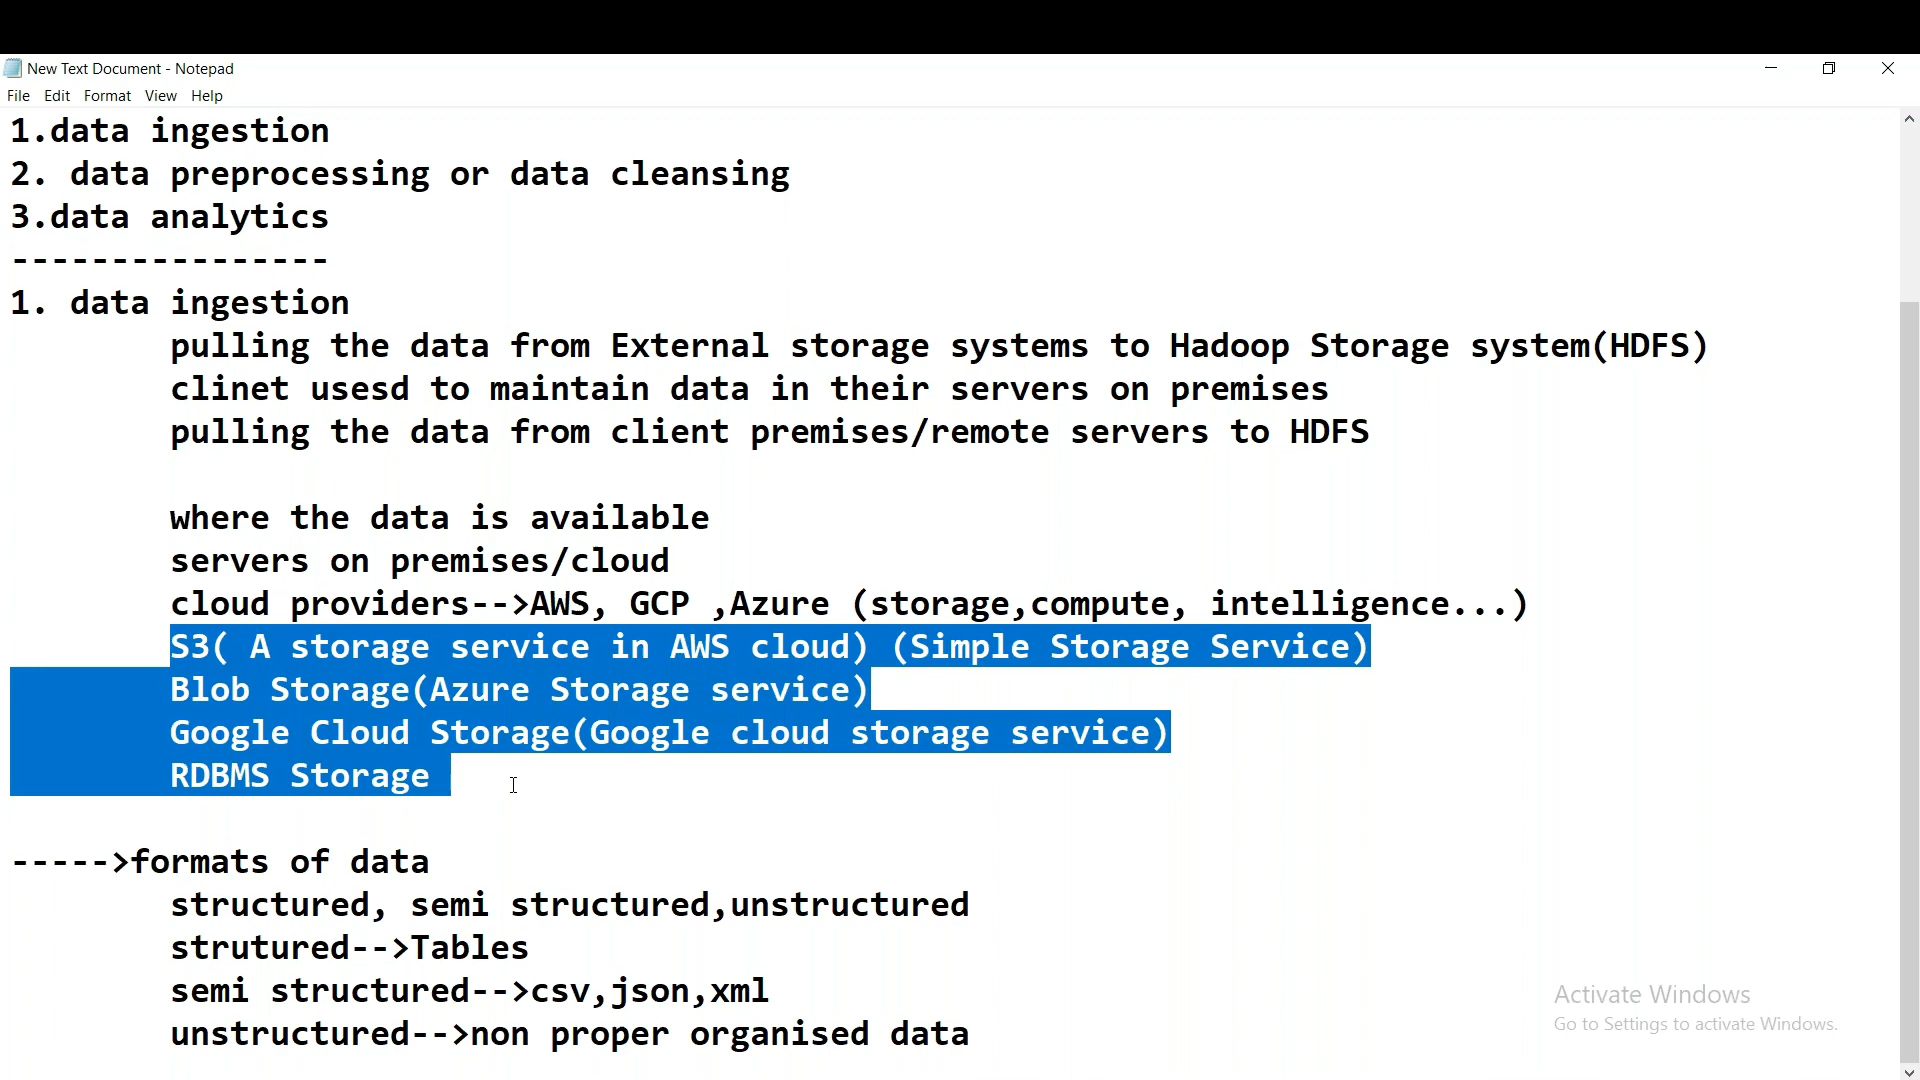 New Text Document - Notepad
File Edit Format View Help
1.data ingestion
2. data preprocessing or data cleansing
3.data analytics
----------------
1. data ingestion
pulling the data from External storage systems to Hadoop Storage system(HDFS)
clinet usesd to maintain data in their servers on premises
pulling the data from client premises/remote servers to HDFS
where the data is available
servers on premises/cloud
cloud providers-->AWS, GCP ,Azure (storage,compute, intelligence...)
S3( A storage service in AWS cloud) (Simple Storage Service)
Blob Storage(Azure Storage service)
Google Cloud Storage(Google cloud storage service)
RDBMS Storage
----->formats of data
structured, semi structured,unstructured
strutured-->Tables
semi structured-->csv,json,xml
unstructured-->non proper organised data
Activate Windows
Go to Settings to activate Windows.